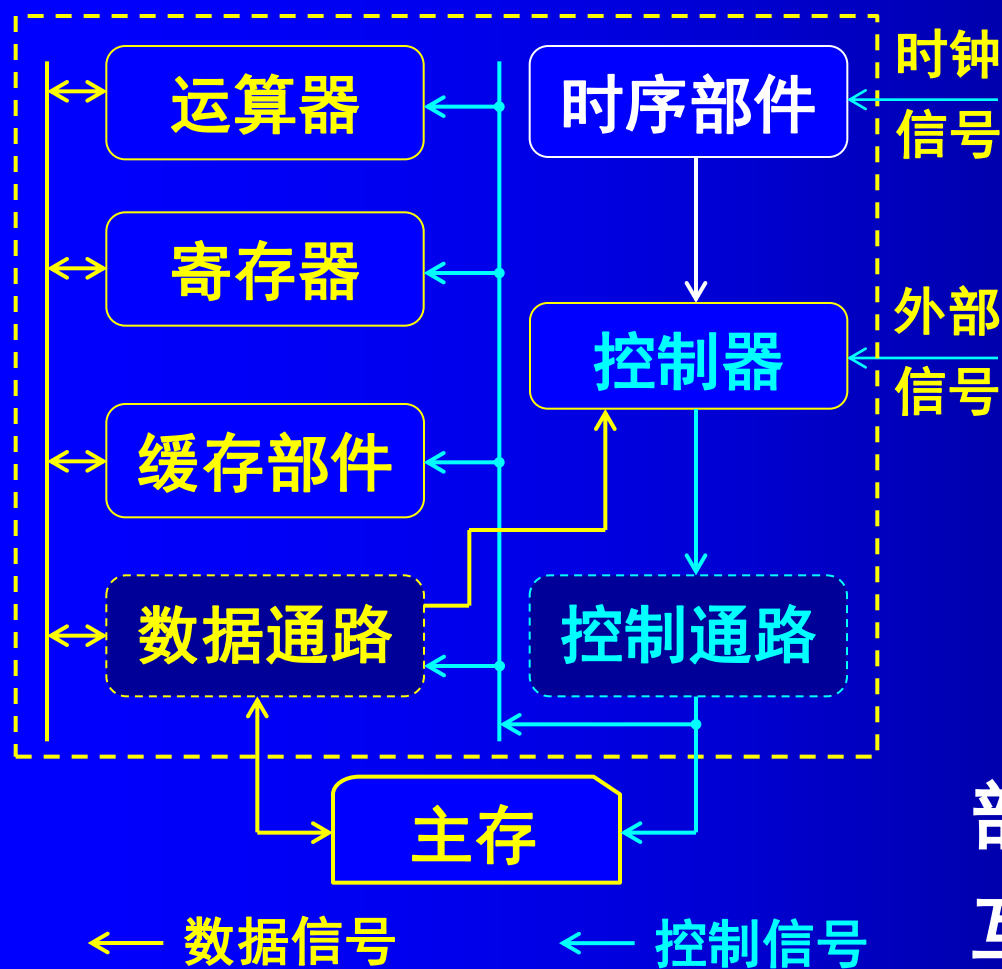 运算器
时序部件
时钟
信号
寄存器
控制器
外部
信号
缓存部件
数据通路
控制通路
主存
数据信号
控制信号